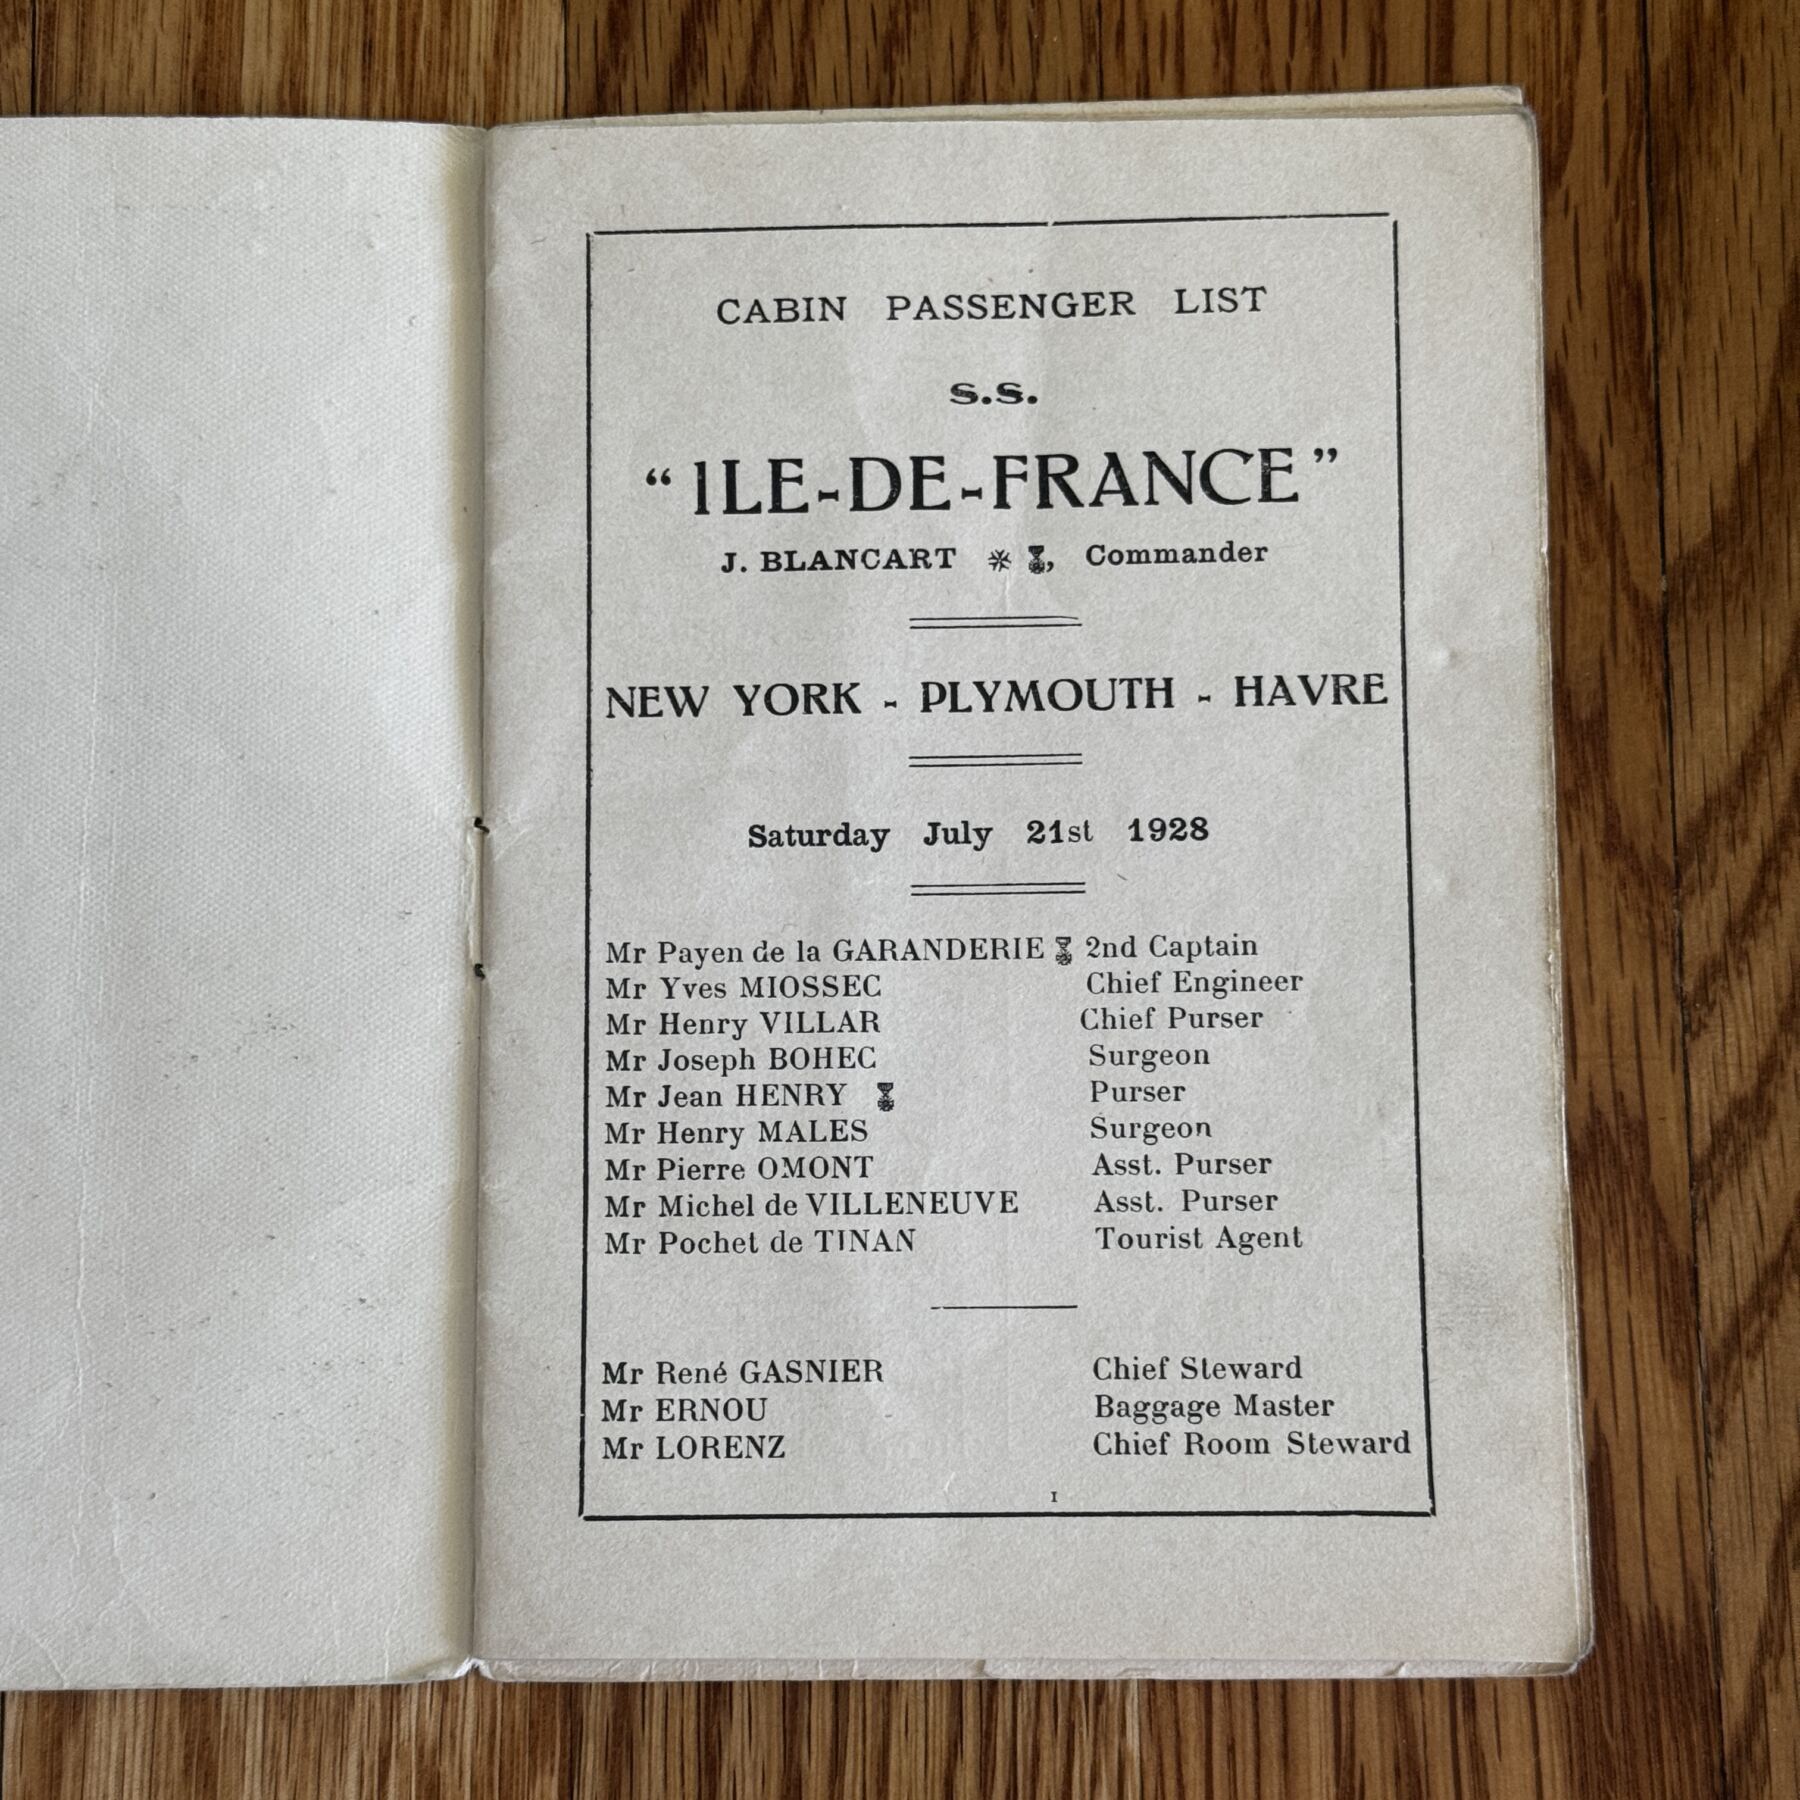 CABIN PASSENGER LIST
S.S.
“ILE-DE-FRANCE”
J. BLANCART , Commander
NEW YORK - PLYMOUTH - HAVRE
Saturday July 21st 1928
Mr Payen de la GARANDERIE 2nd Captain
Mr Yves MIOSSEC Chief Engineer
Mr Henry VILLAR Chief Purser
Mr Joseph BOHEC Surgeon
Mr Jean HENRY Purser
Mr Henry MALES Surgeon
Mr Pierre OMONT Asst. Purser
Mr Michel de VILLENEUVE Asst. Purser
Mr Pochet de TINAN Tourist Agent
Mr René GASNIER Chief Steward
Mr ERNOU Baggage Master
Mr LORENZ Chief Room Steward
1